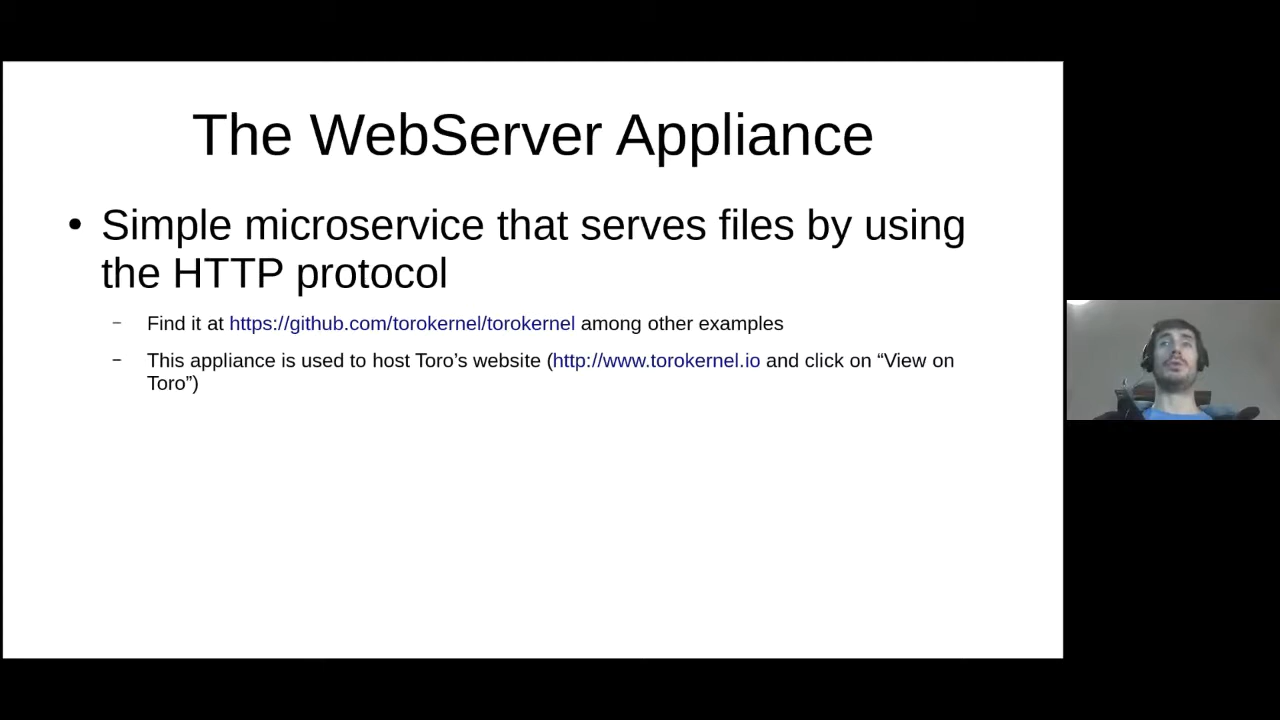 The WebServer Appliance
• Simple microservice that serves files by using
the HTTP protocol
– Find it at https://github.com/torokernel/torokernel among other examples
– This appliance is used to host Toro’s website (http://www.torokernel.io and click on “View on
Toro”)